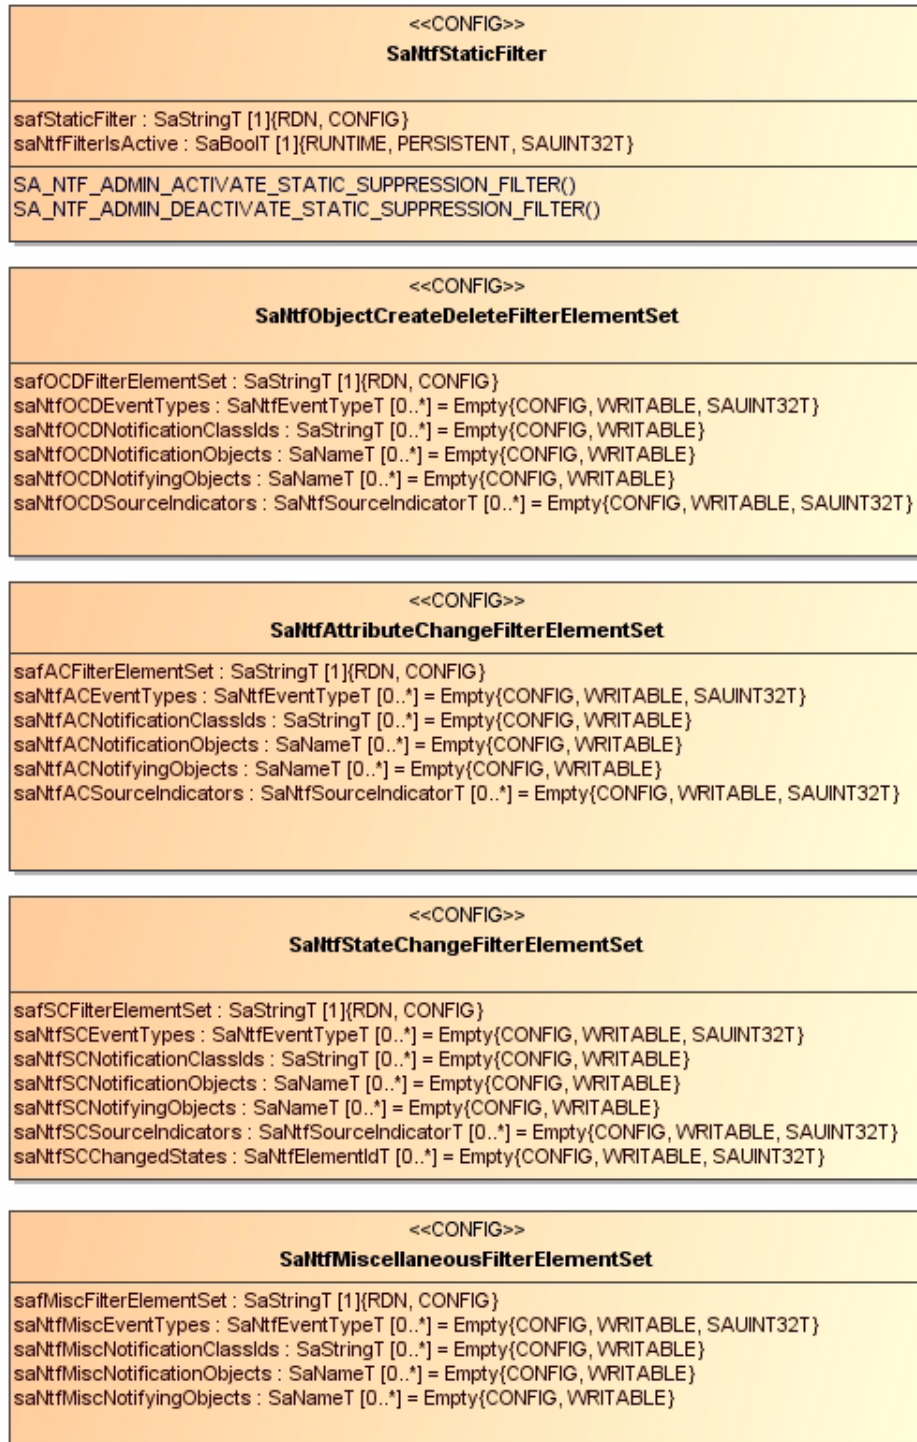 <<CONFIG>>
SaNtfStaticFilter
safStaticFilter : SaStringT [1]{RDN, CONFIG}
saNtfFilterIsActive : SaBoolT [1]{RUNTIME, PERSISTENT, SAUINT32T}
SA_NTF_ADMIN_ACTIVATE_STATIC_SUPPRESSION_FILTER()
SA_NTF_ADMIN_DEACTIVATE_STATIC_SUPPRESSION_FILTER()
<<CONFIG>>
SaNtfObjectCreateDeleteFilterElementSet
safOCDFilterElementSet : SaStringT [1]{RDN, CONFIG}
saNtfOCDEventTypes : SaNtfEventTypeT [0..*] = Empty{CONFIG, WRITABLE, SAUINT32T}
saNtfOCDNotificationClassIds : SaStringT [0..*] = Empty{CONFIG, WRITABLE}
saNtfOCDNotificationObjects : SaNameT [0..*] = Empty{CONFIG, WRITABLE}
saNtfOCDNotifyingObjects : SaNameT [0..*] = Empty{CONFIG, WRITABLE}
saNtfOCDSourceIndicators : SaNtfSourceIndicatorT [0..*] = Empty{CONFIG, WRITABLE, SAUINT32T}
<<CONFIG>>
SaNtfAttributeChangeFilterElementSet
safACFilterElementSet : SaStringT [1]{RDN, CONFIG}
saNtfACEventTypes : SaNtfEventTypeT [0..*] = Empty{CONFIG, WRITABLE, SAUINT32T}
saNtfACNotificationClassIds : SaStringT [0..*] = Empty{CONFIG, WRITABLE}
saNtfACNotificationObjects : SaNameT [0..*] = Empty{CONFIG, WRITABLE}
saNtfACNotifyingObjects : SaNameT [0..*] = Empty{CONFIG, WRITABLE}
saNtfACSourceIndicators : SaNtfSourceIndicatorT [0..*] = Empty{CONFIG, WRITABLE, SAUINT32T}
<<CONFIG>>
SaNtfStateChangeFilterElementSet
safSCFilterElementSet : SaStringT [1]{RDN, CONFIG}
saNtfSCEventTypes : SaNtfEventTypeT [0..*] = Empty{CONFIG, WRITABLE, SAUINT32T}
saNtfSCNotificationClassIds : SaStringT [0..*] = Empty{CONFIG, WRITABLE}
saNtfSCNotificationObjects : SaNameT [0..*] = Empty{CONFIG, WRITABLE}
saNtfSCNotifyingObjects : SaNameT [0..*] = Empty{CONFIG, WRITABLE}
saNtfSCSourceIndicators : SaNtfSourceIndicatorT [0..*] = Empty{CONFIG, WRITABLE, SAUINT32T}
saNtfSCChangedStates : SaNtfElementIdT [0..*] = Empty{CONFIG, WRITABLE, SAUINT32T}
<<CONFIG>>
SaNtfMiscellaneousFilterElementSet
safMiscFilterElementSet : SaStringT [1]{RDN, CONFIG}
saNtfMiscEventTypes : SaNtfEventTypeT [0..*] = Empty{CONFIG, WRITABLE, SAUINT32T}
saNtfMiscNotificationClassIds : SaStringT [0..*] = Empty{CONFIG, WRITABLE}
saNtfMiscNotificationObjects : SaNameT [0..*] = Empty{CONFIG, WRITABLE}
saNtfMiscNotifyingObjects : SaNameT [0..*] = Empty{CONFIG, WRITABLE}